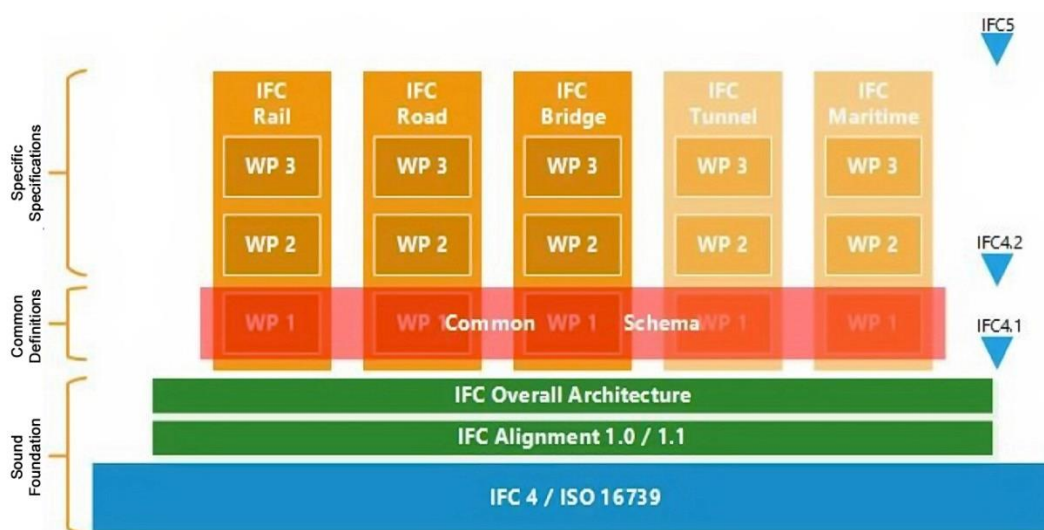 IFC5
IFC Rail
IFC Road
IFC Bridge
IFC Tunnel
IFC Maritime
Specific Specifications
WP 3
WP 3
WP 3
WP 3
WP 3
WP 2
WP 2
WP 2
WP 2
WP 2
IFC4.2
Common Definitions
WP 1
WP 1
Common
WP 1
Schema
WP 1
WP 1
IFC4.1
Sound Foundation
IFC Overall Architecture
IFC Alignment 1.0 / 1.1
IFC 4 / ISO 16739